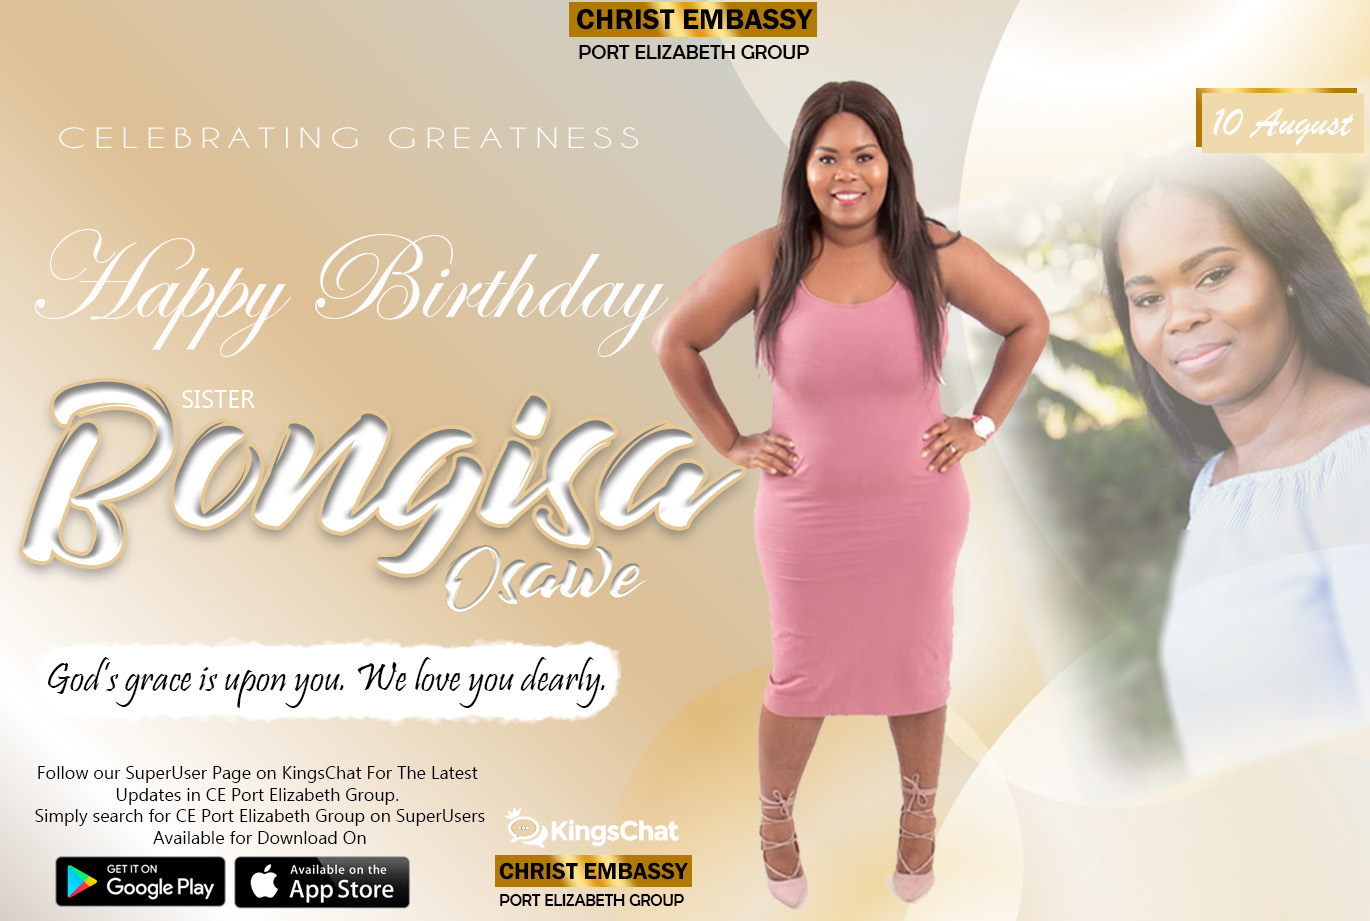 CHRIST EMBASSY
PORT ELIZABETH GROUP
10 August
CELEBRATING GREATNESS
Happy Birthday
SISTER
Bongisa
Osawe
God's grace is upon you. We love you dearly.
Follow our SuperUser Page on KingsChat For The Latest
Updates in CE Port Elizabeth Group.
Simply search for CE Port Elizabeth Group on SuperUsers
Available for Download On
GET IT ON
Google Play
Available on the
App Store
KingsChat
CHRIST EMBASSY
PORT ELIZABETH GROUP